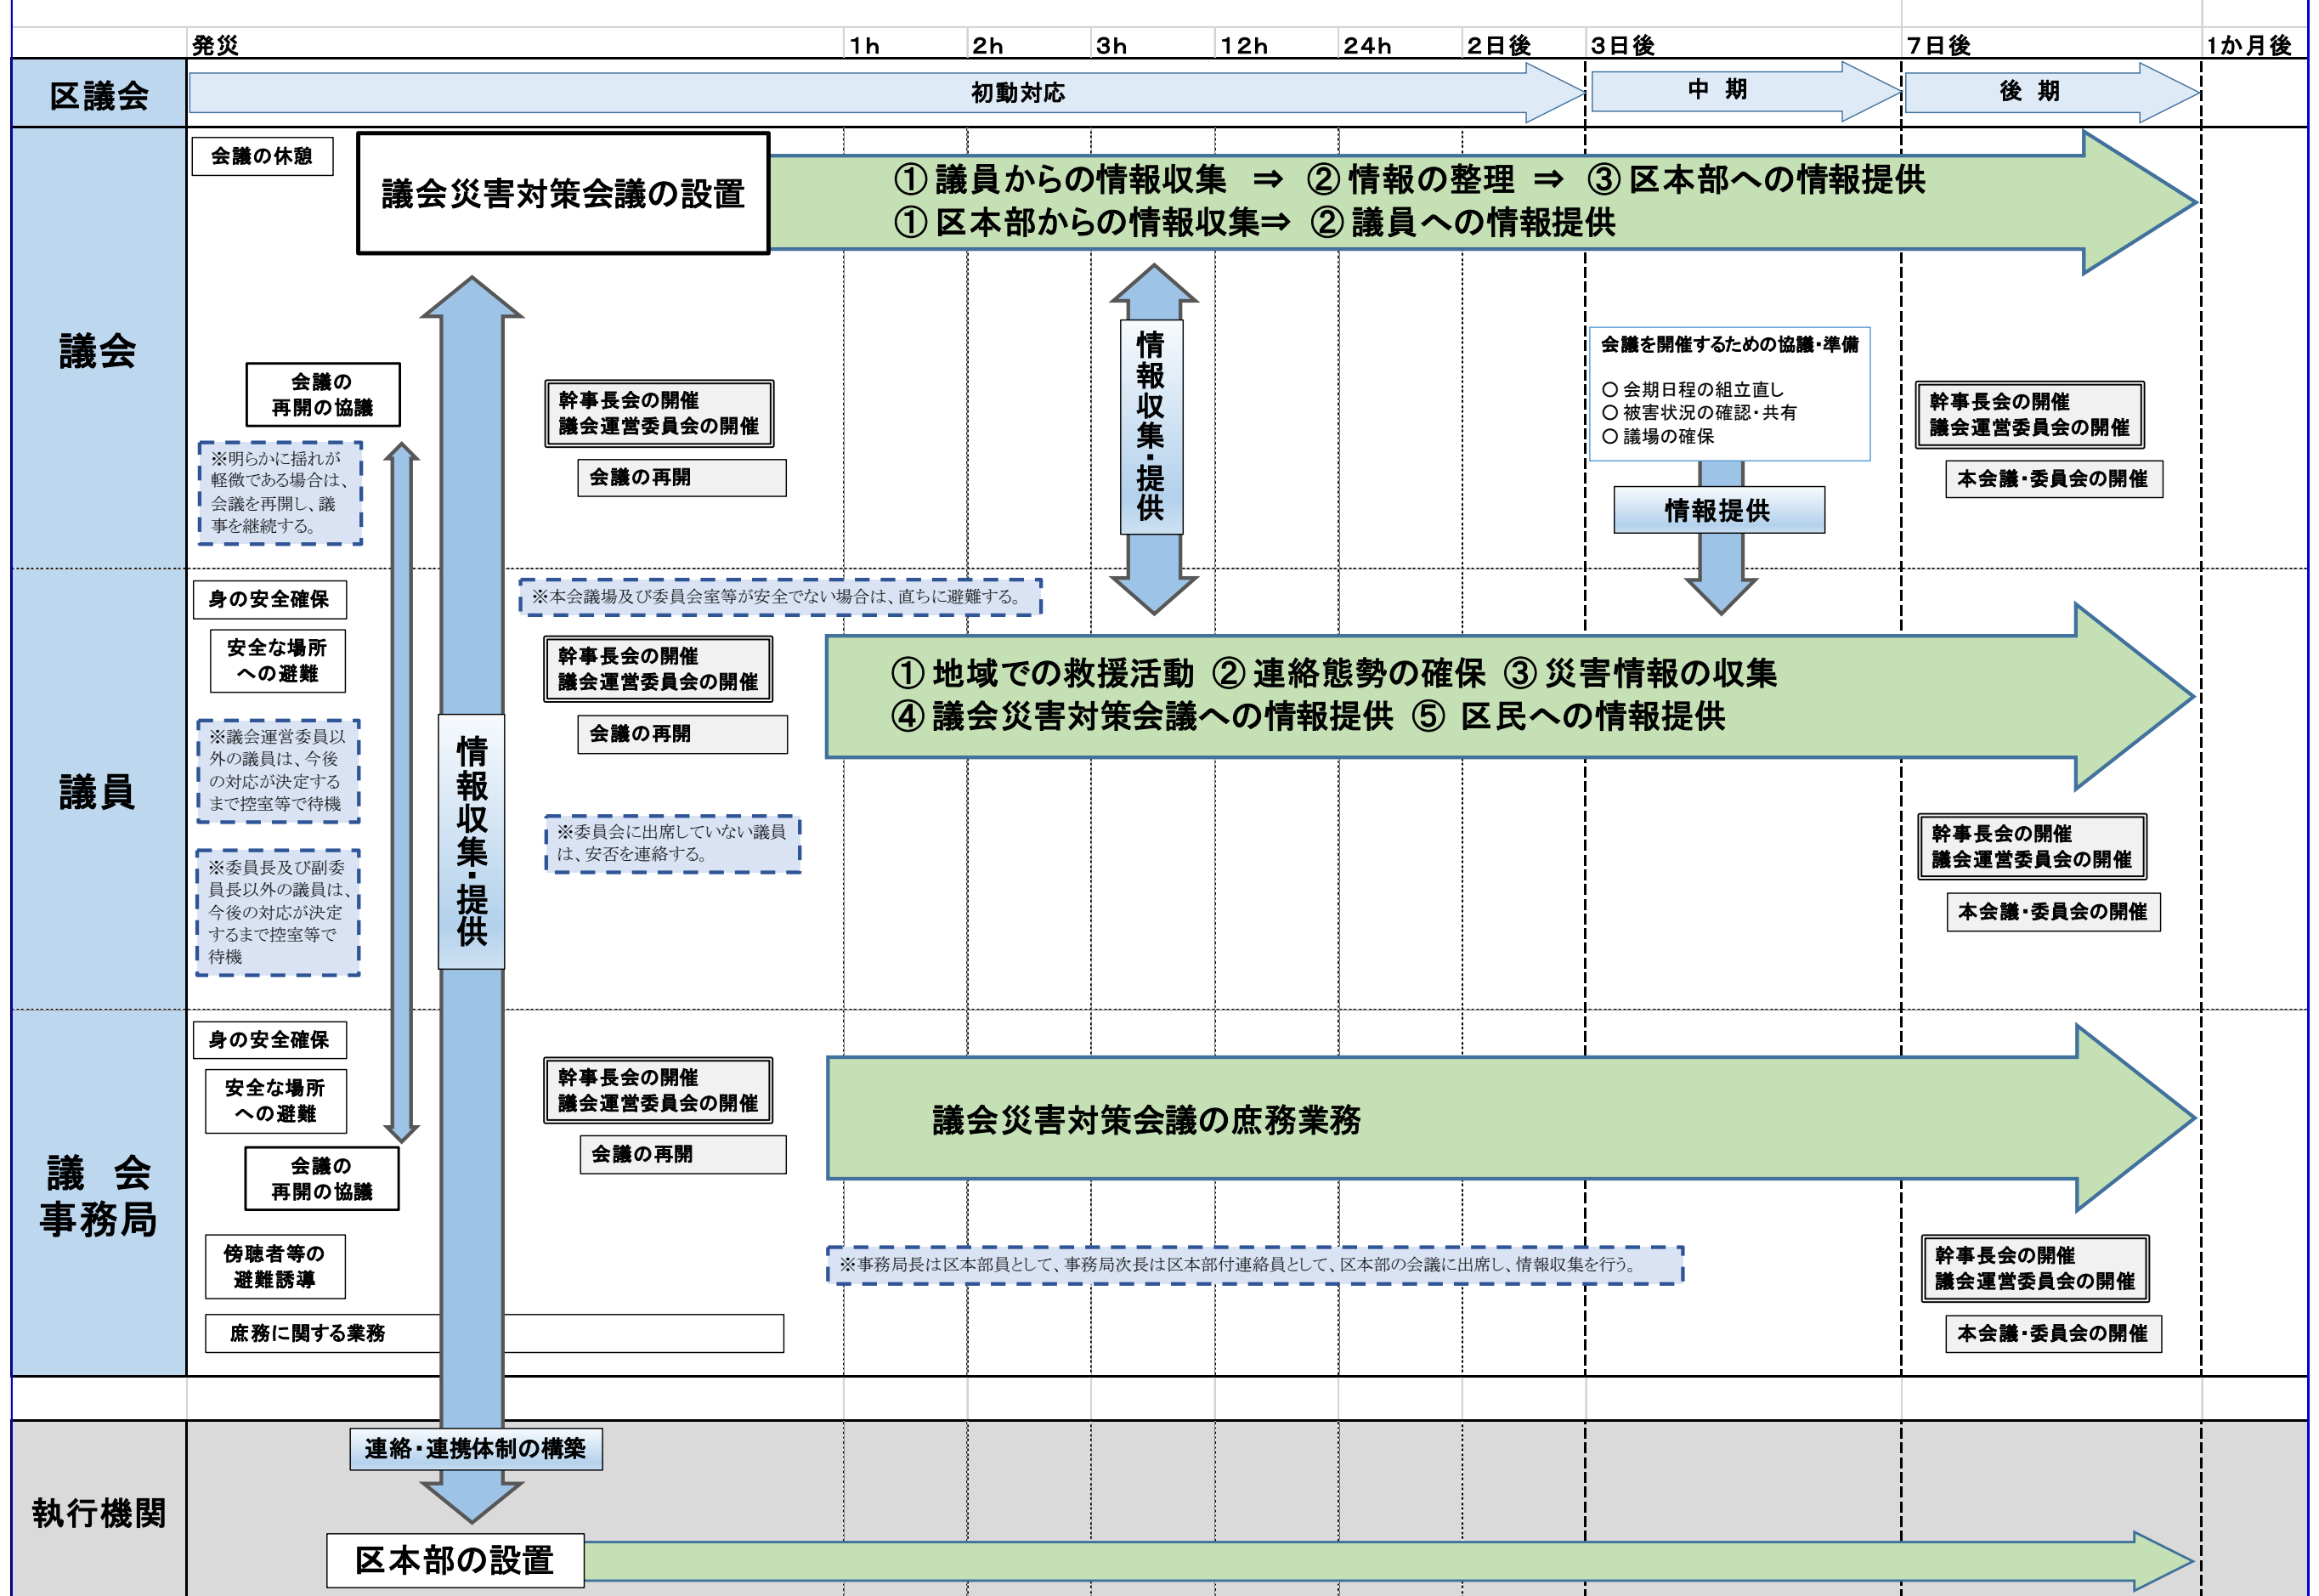 発災
1h
2h
3h
12h
24h
2日後
3日後
7日後
1か月後
区議会
初動対応
中 期
後 期
議会
会議の休憩
議会災害対策会議の設置
①議員からの情報収集 ⇒ ②情報の整理 ⇒ ③区本部への情報提供
①区本部からの情報収集⇒ ②議員への情報提供
会議の
再開の協議
※明らかに揺れが
軽微である場合は、
会議を再開し、議
事を継続する。
幹事長会の開催
議会運営委員会の開催
会議の再開
情報収集・提供
会議を開催するための協議・準備
○会期日程の組立直し
○被害状況の確認・共有
○議場の確保
情報提供
幹事長会の開催
議会運営委員会の開催
本会議・委員会の開催
議員
身の安全確保
安全な場所
への避難
※議会運営委員以
外の議員は、今後
の対応が決定する
まで控室等で待機
※委員長及び副委
員長以外の議員は、
今後の対応が決定
するまで控室等で
待機
情報収集・提供
※本会議場及び委員会室等が安全でない場合は、直ちに避難する。
幹事長会の開催
議会運営委員会の開催
会議の再開
※委員会に出席していない議員
は、安否を連絡する。
①地域での救援活動 ②連絡態勢の確保 ③災害情報の収集
④議会災害対策会議への情報提供 ⑤ 区民への情報提供
幹事長会の開催
議会運営委員会の開催
本会議・委員会の開催
議 会
事務局
身の安全確保
安全な場所
への避難
会議の
再開の協議
傍聴者等の
避難誘導
庶務に関する業務
幹事長会の開催
議会運営委員会の開催
会議の再開
議会災害対策会議の庶務業務
※事務局長は区本部員として、事務局次長は区本部付連絡員として、区本部の会議に出席し、情報収集を行う。
幹事長会の開催
議会運営委員会の開催
本会議・委員会の開催
執行機関
連絡・連携体制の構築
区本部の設置